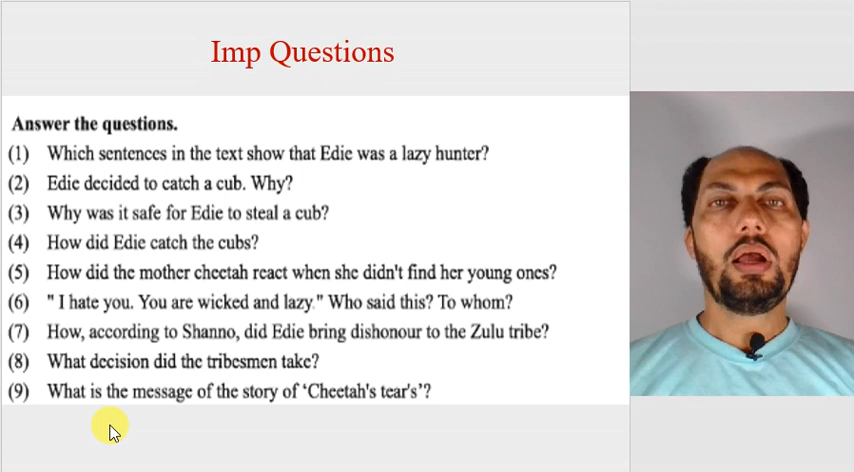 Imp Questions
Answer the questions.
(1) Which sentences in the text show that Edie was a lazy hunter?
(2) Edie decided to catch a cub. Why?
(3) Why was it safe for Edie to steal a cub?
(4) How did Edie catch the cubs?
(5) How did the mother cheetah react when she didn't find her young ones?
(6) " I hate you. You are wicked and lazy." Who said this? To whom?
(7) How, according to Shanno, did Edie bring dishonour to the Zulu tribe?
(8) What decision did the tribesmen take?
(9) What is the message of the story of ‘Cheetah's tear's’?